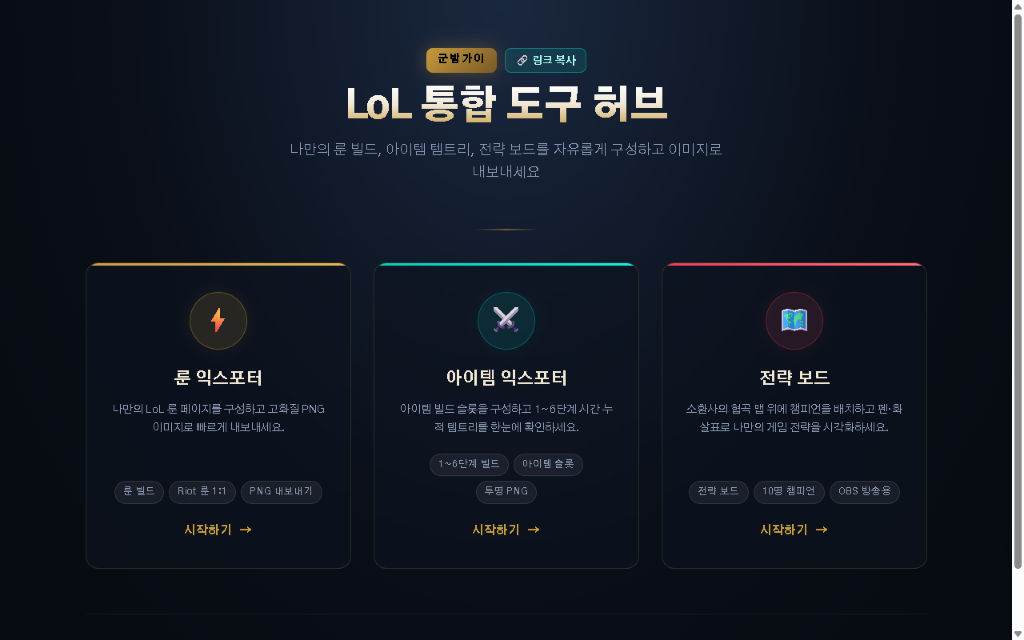 군밤가이
🔗 링크 복사
LoL 통합 도구 허브
나만의 룬 빌드, 아이템 템트리, 전략 보드를 자유롭게 구성하고 이미지로
내보내세요
룬 익스포터
나만의 LoL 룬 페이지를 구성하고 고화질 PNG
이미지로 빠르게 내보내세요.
룬 빌드
Riot 룬 1:1
PNG 내보내기
시작하기 →
아이템 익스포터
아이템 빌드 슬롯을 구성하고 1~6단계 시간 누
적 템트리를 한눈에 확인하세요.
1~6단계 빌드
아이템 슬롯
투명 PNG
시작하기 →
전략 보드
소환사의 협곡 맵 위에 챔피언을 배치하고 펜·화
살표로 나만의 게임 전략을 시각화하세요.
전략 보드
10명 챔피언
OBS 방송용
시작하기 →